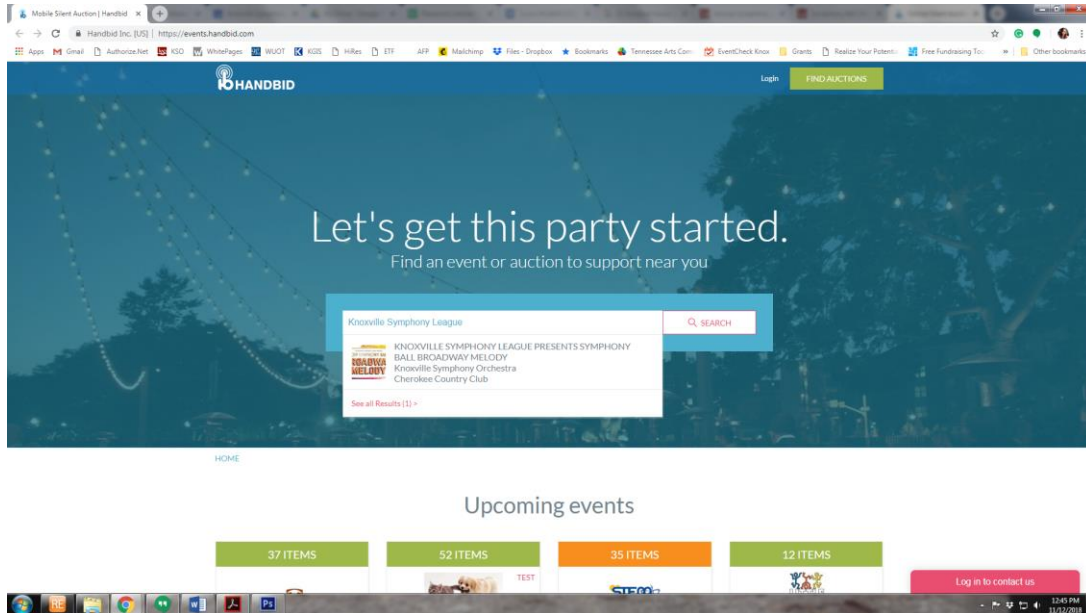 Mobile Silent Auction | Handbid
Handbid Inc. [US] | https://events.handbid.com
Apps Gmail Authorize.Net KSO WhitePages WUOT KGIS HiRes ETF AFP Mailchimp Files - Dropbox Bookmarks Tennessee Arts Com EventCheck Knox Grants Realize Your Potenti Free Fundraising To Other bookmarks
HANDBID
Login
FIND AUCTIONS
Let's get this party started.
Find an event or auction to support near you
Knoxville Symphony League
SEARCH
KNOXVILLE SYMPHONY LEAGUE PRESENTS SYMPHONY
BALL BROADWAY MELODY
Knoxville Symphony Orchestra
Cherokee Country Club
MELODY
See all Results (1) >
HOME
Upcoming events
37 ITEMS
52 ITEMS
35 ITEMS
12 ITEMS
TEST
Log in to contact us
RE
Ps
12:45 PM